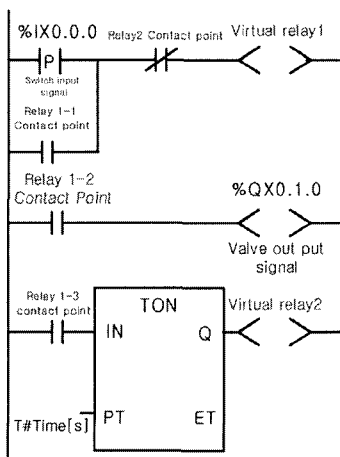 %IX0.0.0
Relay2 Contact point
Virtual relay1
P
Switch input
signal
Relay 1-1
Contact point
Relay 1-2
Contact Point
%QX0.1.0
Valve out put
signal
Relay 1-3
contact point
TON
Virtual relay2
IN
Q
T#Time[s]
PT
ET